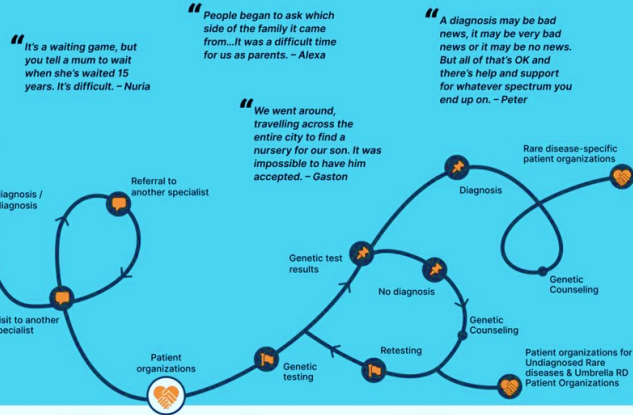 “It’s a waiting game, but
you tell a mum to wait
when she’s waited 15
years. It’s difficult. – Nuria
“People began to ask which
side of the family it came
from...It was a difficult time
for us as parents. – Alexa
“A diagnosis may be bad
news, it may be very bad
news or it may be no news.
But all of that’s OK and
there’s help and support
for whatever spectrum you
end up on. – Peter
“We went around,
travelling across the
entire city to find a
nursery for our son. It was
impossible to have him
accepted. – Gaston
Rare disease-specific
patient organizations
Referral to
another specialist
iagnosis /
iagnosis
Diagnosis
Genetic test
results
No diagnosis
Genetic
Counseling
isit to another
pecialist
Genetic
Counseling
Patient
organizations
Genetic
testing
Retesting
Patient organizations for
Undiagnosed Rare
diseases & Umbrella RD
Patient Organizations